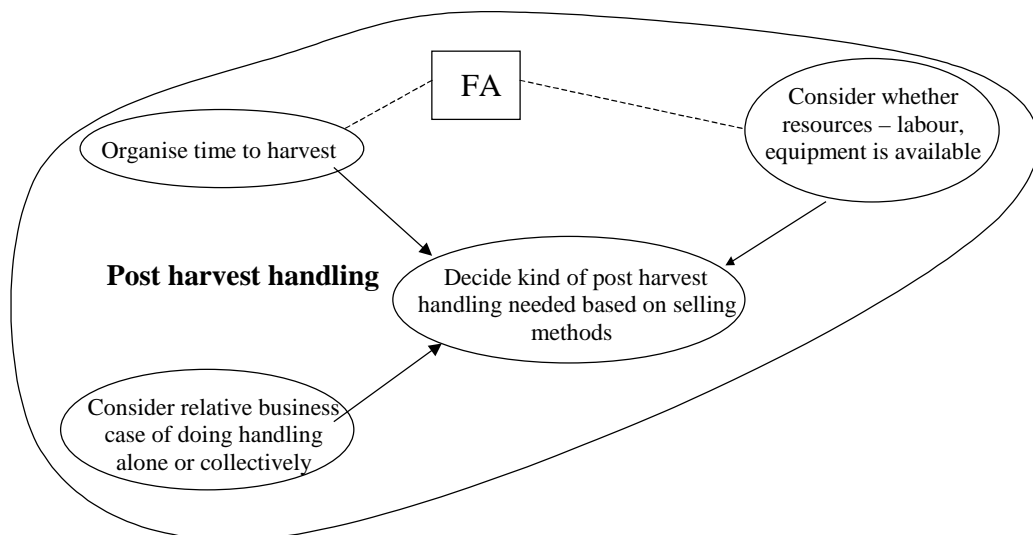 FA
Consider whether
resources – labour,
equipment is available
Organise time to harvest
Post harvest handling
Decide kind of post harvest
handling needed based on selling
methods
Consider relative business
case of doing handling
alone or collectively